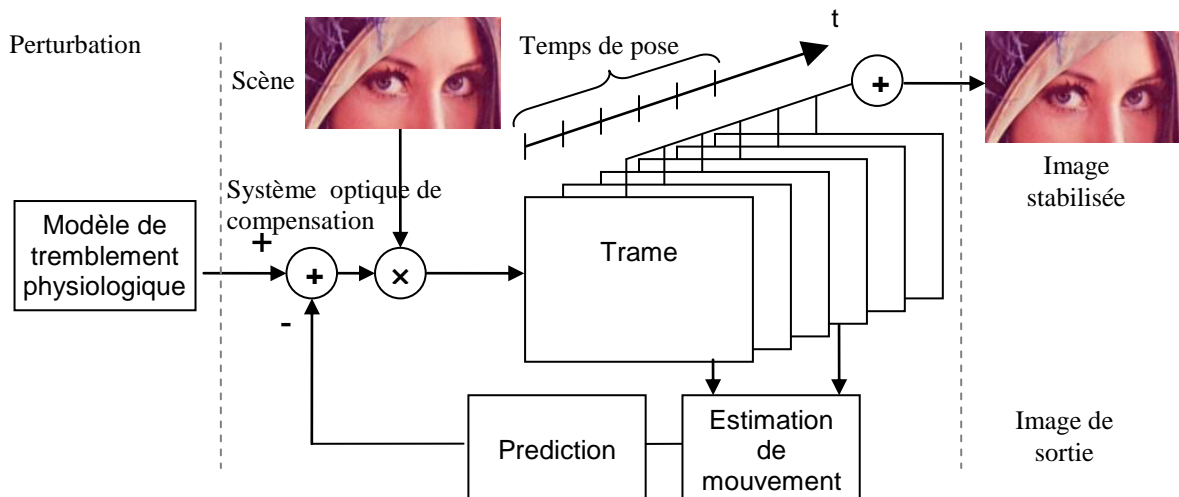 Perturbation
Scène
Temps de pose
t
+
Système optique de
compensation
Modèle de
tremblement
physiologique
+
+
×
-
Trame
Image
stabilisée
Prediction
Estimation
de
mouvement
Image de
sortie